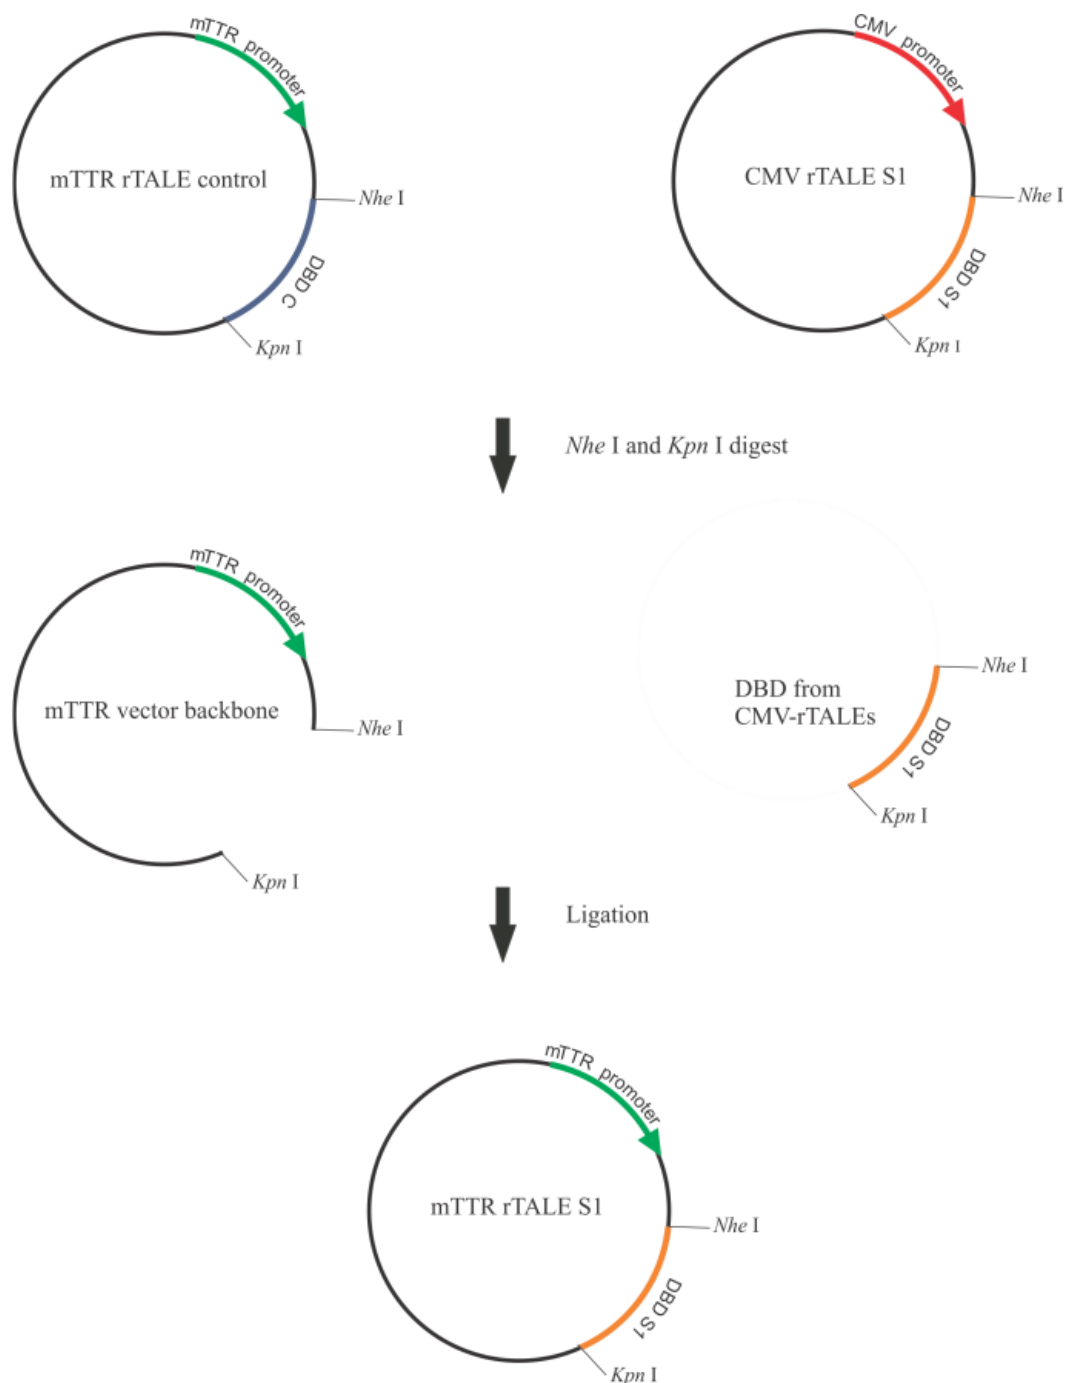 mTTR promoter
mTTR rTALE control
Nhe I
DBD C
Kpn I
CMV promoter
CMV rTALE S1
Nhe I
DBD S1
Kpn I
Nhe I and Kpn I digest
mTTR promoter
mTTR vector backbone
Nhe I
Kpn I
DBD from
CMV-rTALEs
Nhe I
DBD S1
Kpn I
Ligation
mTTR promoter
mTTR rTALE S1
Nhe I
DBD S1
Kpn I